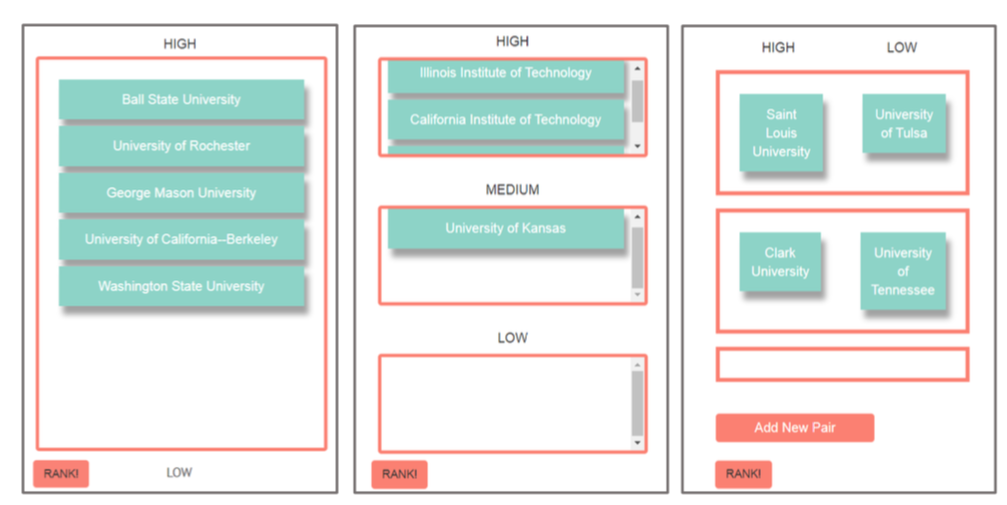 HIGH
Ball State University
University of Rochester
George Mason University
University of California--Berkeley
Washington State University
RANK!
LOW
HIGH
Illinois Institute of Technology
California Institute of Technology
MEDIUM
University of Kansas
LOW
RANK!
HIGH LOW
Saint
Louis
University
University
of Tulsa
Clark
University
University
of
Tennessee
Add New Pair
RANK!